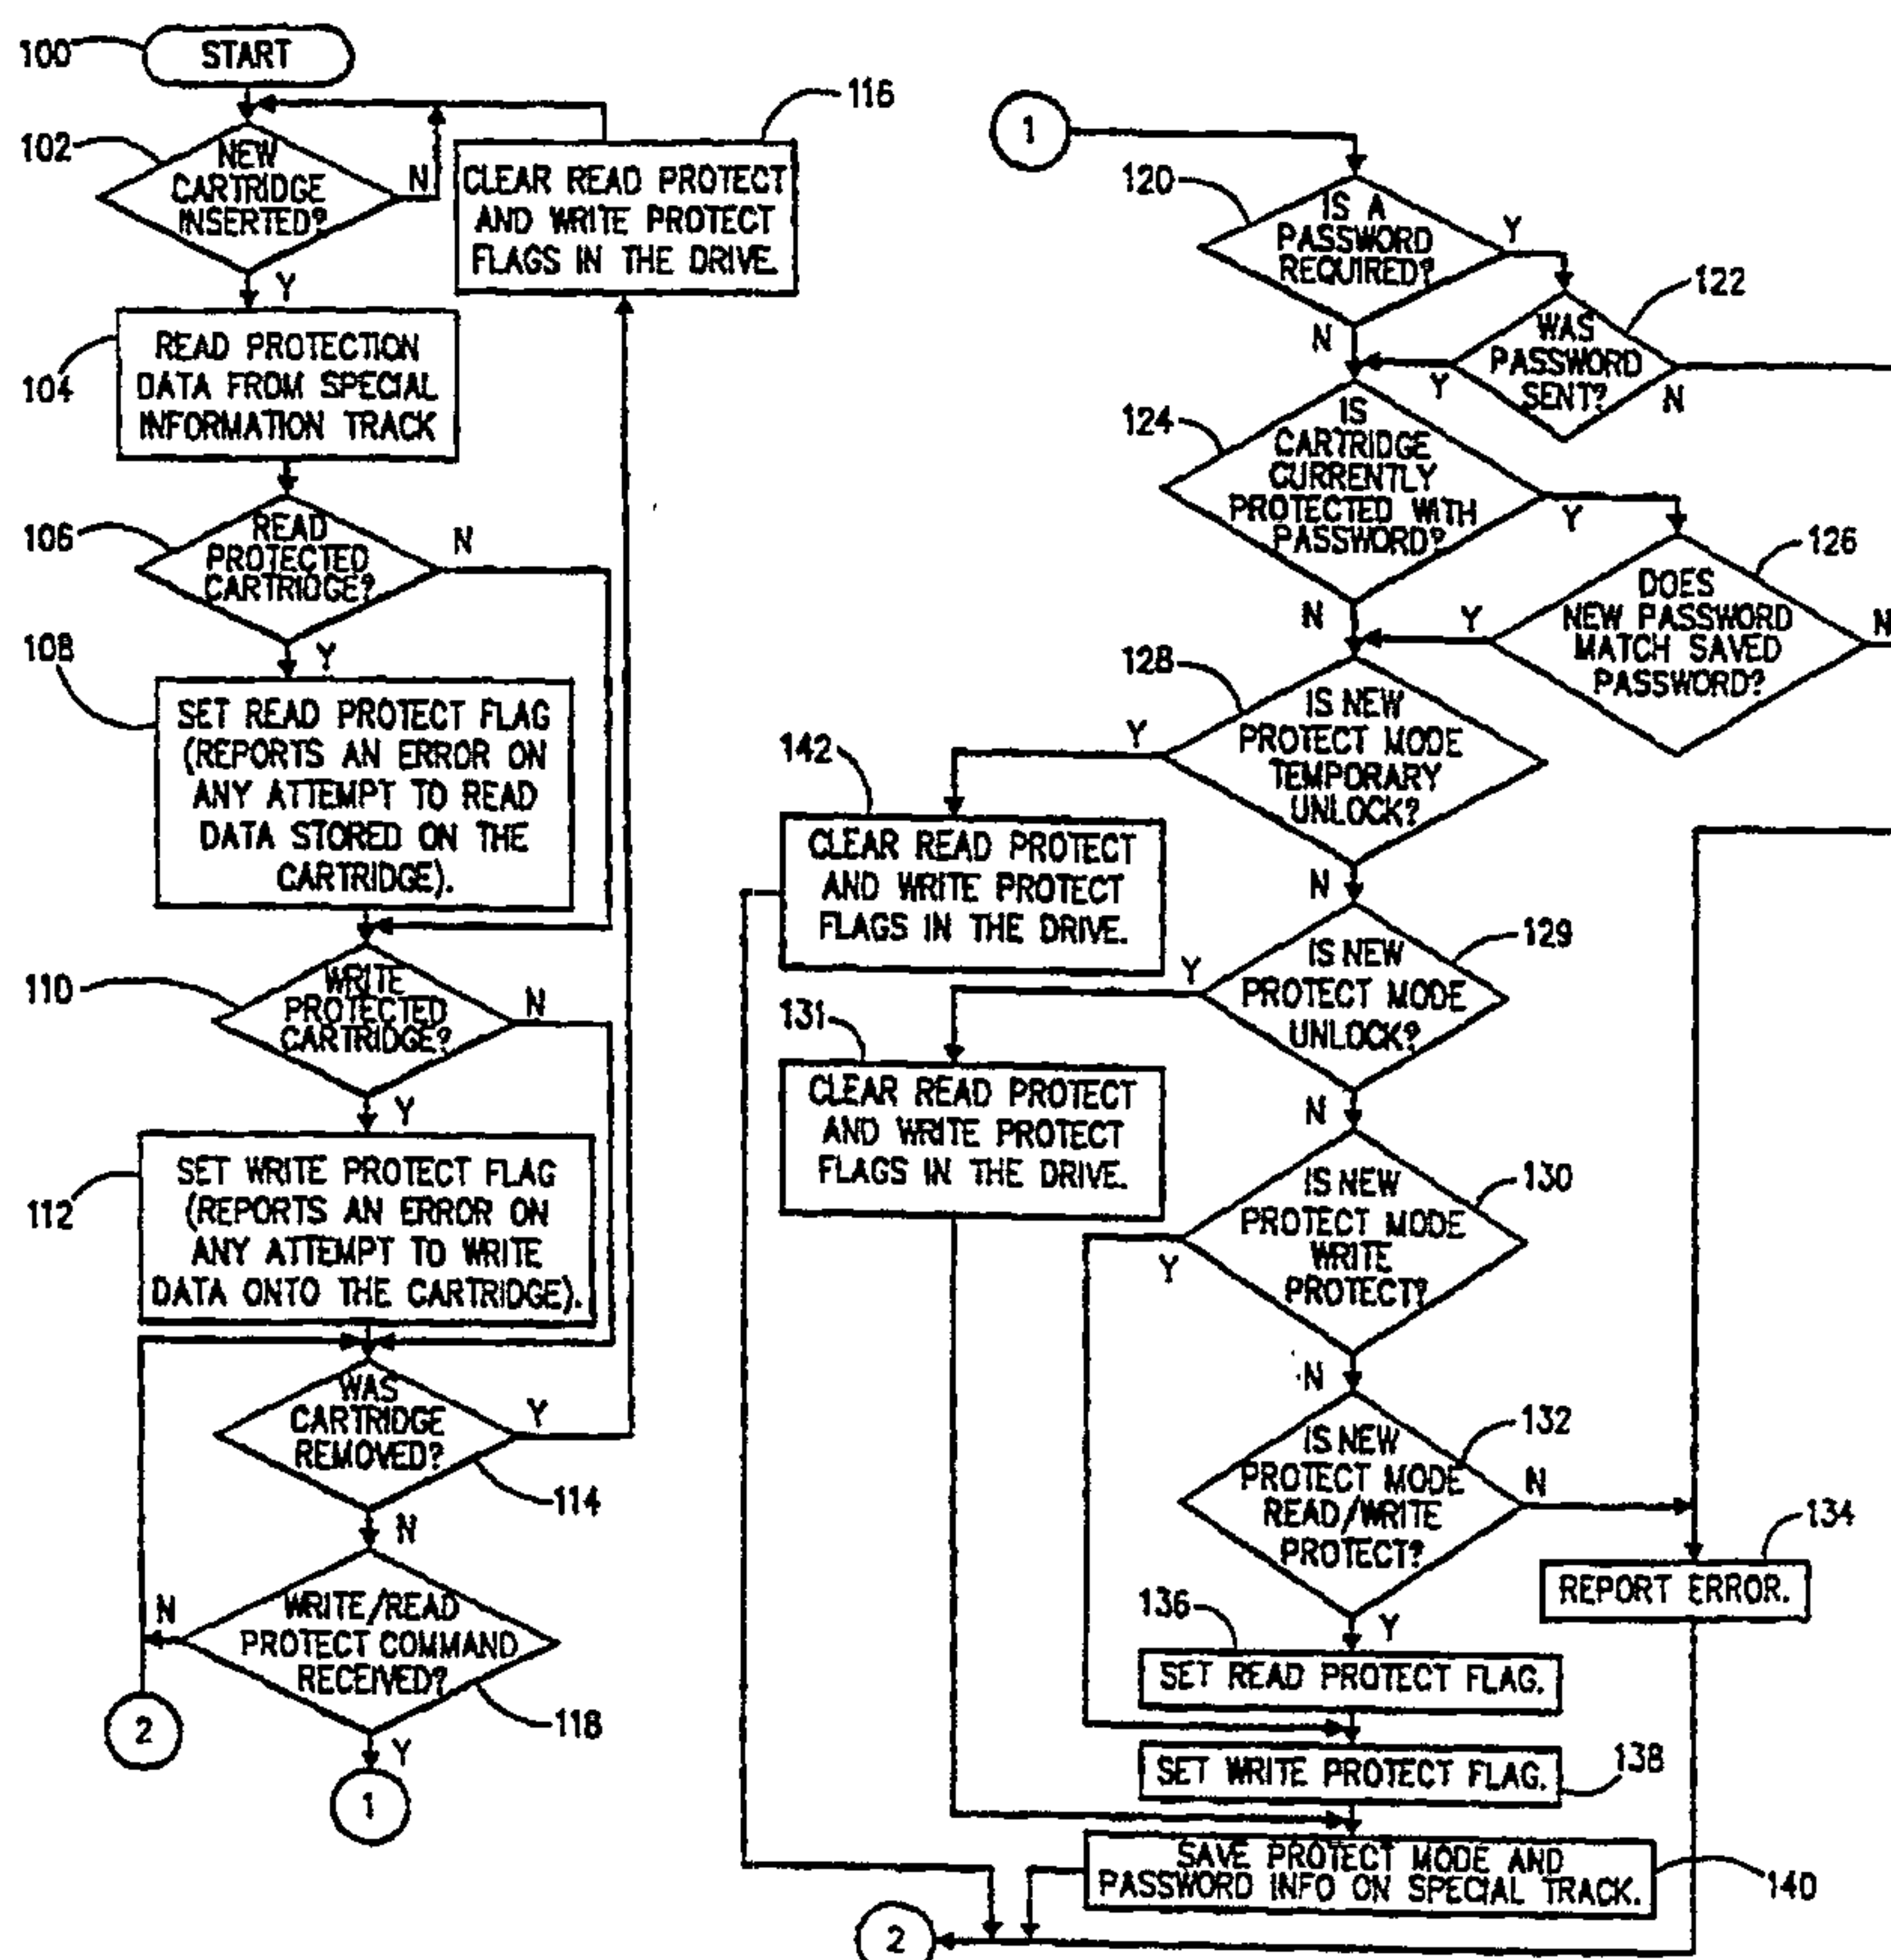 100
START
102
NEW
CARTRIDGE
INSERTED?
N
Y
116
CLEAR READ PROTECT
AND WRITE PROTECT
FLAGS IN THE DRIVE.
104
READ PROTECTION
DATA FROM SPECIAL
INFORMATION TRACK
106
READ
PROTECTED
CARTRIDGE?
N
Y
108
SET READ PROTECT FLAG
(REPORTS AN ERROR ON
ANY ATTEMPT TO READ
DATA STORED ON THE
CARTRIDGE).
110
WRITE
PROTECTED
CARTRIDGE?
N
Y
112
SET WRITE PROTECT FLAG
(REPORTS AN ERROR ON
ANY ATTEMPT TO WRITE
DATA ONTO THE CARTRIDGE).
WAS
CARTRIDGE
REMOVED?
Y
114
N
WRITE/READ
PROTECT COMMAND
RECEIVED?
N
118
2
Y
1
1
120
IS A
PASSWORD
REQUIRED?
Y
N
122
WAS
PASSWORD
SENT?
Y
N
124
IS
CARTRIDGE
CURRENTLY
PROTECTED WITH
PASSWORD?
Y
N
126
DOES
NEW PASSWORD
MATCH SAVED
PASSWORD?
Y
N
128
IS NEW
PROTECT MODE
TEMPORARY
UNLOCK?
Y
N
142
CLEAR READ PROTECT
AND WRITE PROTECT
FLAGS IN THE DRIVE.
129
IS NEW
PROTECT MODE
UNLOCK?
Y
N
131
CLEAR READ PROTECT
AND WRITE PROTECT
FLAGS IN THE DRIVE.
130
IS NEW
PROTECT MODE
WRITE
PROTECT?
Y
N
132
IS NEW
PROTECT MODE
READ/WRITE
PROTECT?
N
Y
134
REPORT ERROR.
136
SET READ PROTECT FLAG.
SET WRITE PROTECT FLAG.
138
SAVE PROTECT MODE AND
PASSWORD INFO ON SPECIAL TRACK.
140
2